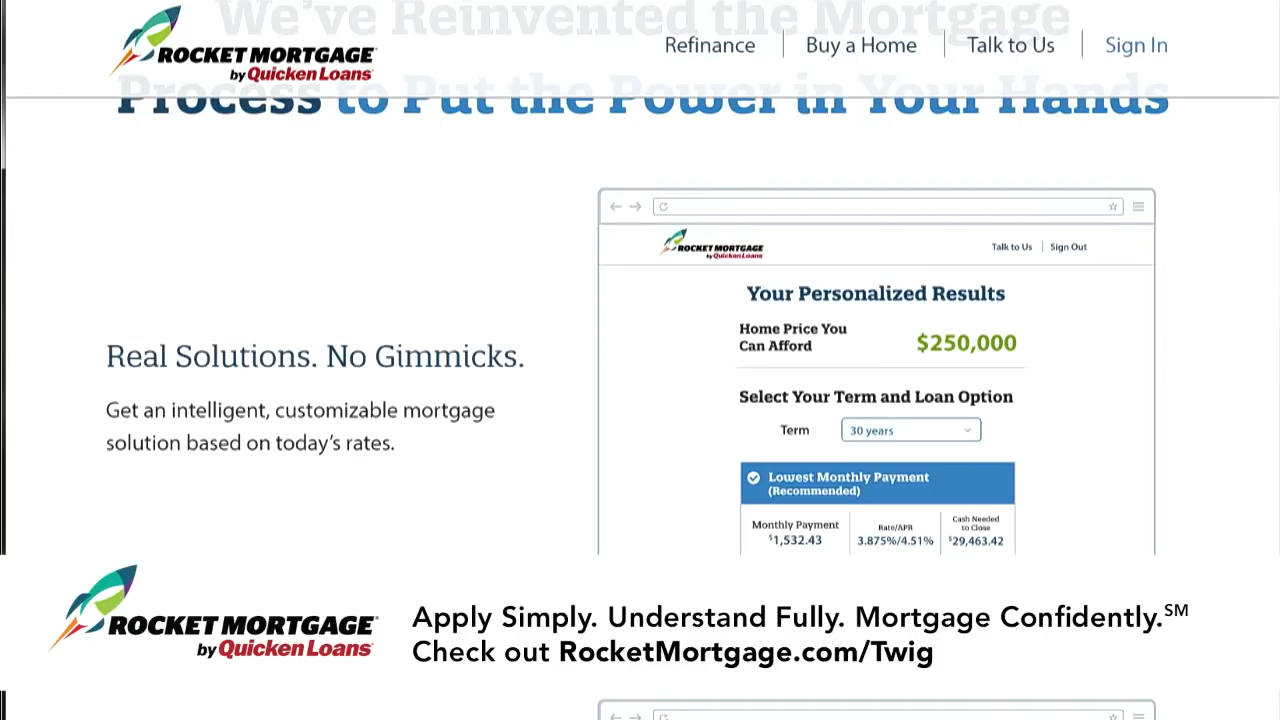 We've Reinvented the Mortgage
ROCKET MORTGAGE
by Quicken Loans
Refinance
Buy a Home
Talk to Us
Sign In
Process to Put the Power in Your Hands
Real Solutions. No Gimmicks.
Get an intelligent, customizable mortgage
solution based on today's rates.
ROCKET MORTGAGE
by Quicken Loans
Talk to Us
Sign Out
Your Personalized Results
Home Price You
Can Afford
$250,000
Select Your Term and Loan Option
Term
30 years
Lowest Monthly Payment
(Recommended)
Monthly Payment
$1,532.43
Rate/APR
3.875%/4.51%
Cash Needed
to Close
$29,463.42
ROCKET MORTGAGE
by Quicken Loans
Apply Simply. Understand Fully. Mortgage Confidently.SM
Check out RocketMortgage.com/Twig